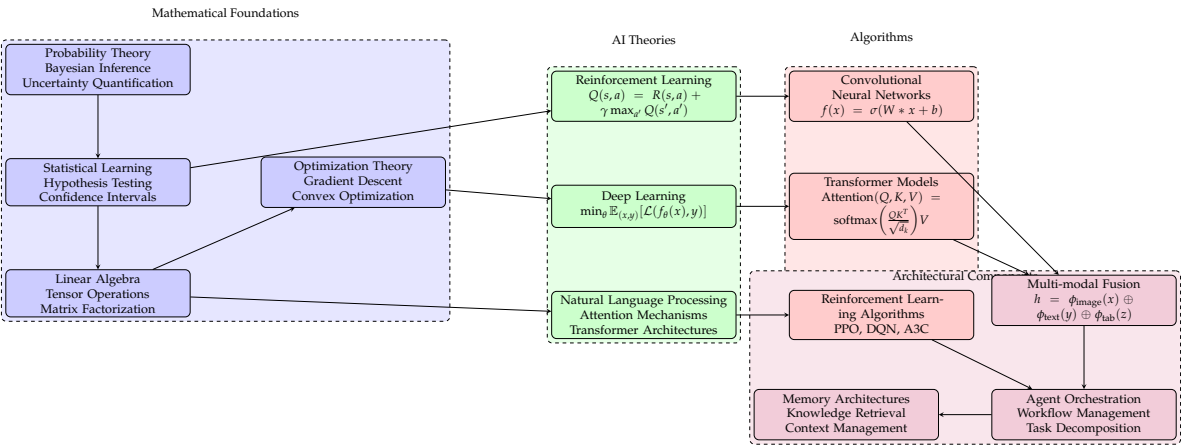 Mathematical Foundations
Probability Theory
Bayesian Inference
Uncertainty Quantification
Statistical Learning
Hypothesis Testing
Confidence Intervals
Optimization Theory
Gradient Descent
Convex Optimization
Linear Algebra
Tensor Operations
Matrix Factorization
AI Theories
Reinforcement Learning
Q(s, a) = R(s, a) +
γ max_{a′} Q(s′, a′)
Deep Learning
min_θ 𝔼_{(x,y)}[ℒ(f_θ(x), y)]
Natural Language Processing
Attention Mechanisms
Transformer Architectures
Algorithms
Convolutional
Neural Networks
f(x) = σ(W ∗ x + b)
Transformer Models
Attention(Q, K, V) =
softmax(QK^T / √d_k) V
Reinforcement Learn-
ing Algorithms
PPO, DQN, A3C
Architectural
Multi-modal Fusion
h = ϕ_image(x) ⊕
ϕ_text(y) ⊕ ϕ_tab(z)
Memory Architectures
Knowledge Retrieval
Context Management
Agent Orchestration
Workflow Management
Task Decomposition